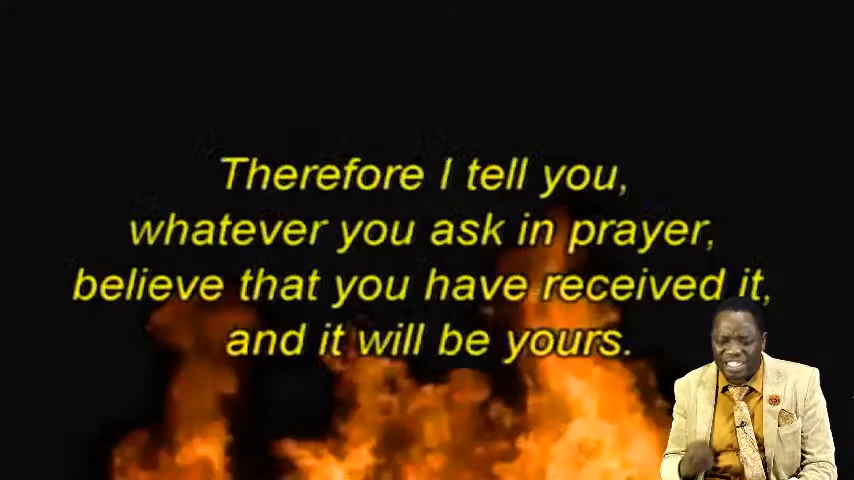 Therefore I tell you,
whatever you ask in prayer,
believe that you have received it,
and it will be yours.